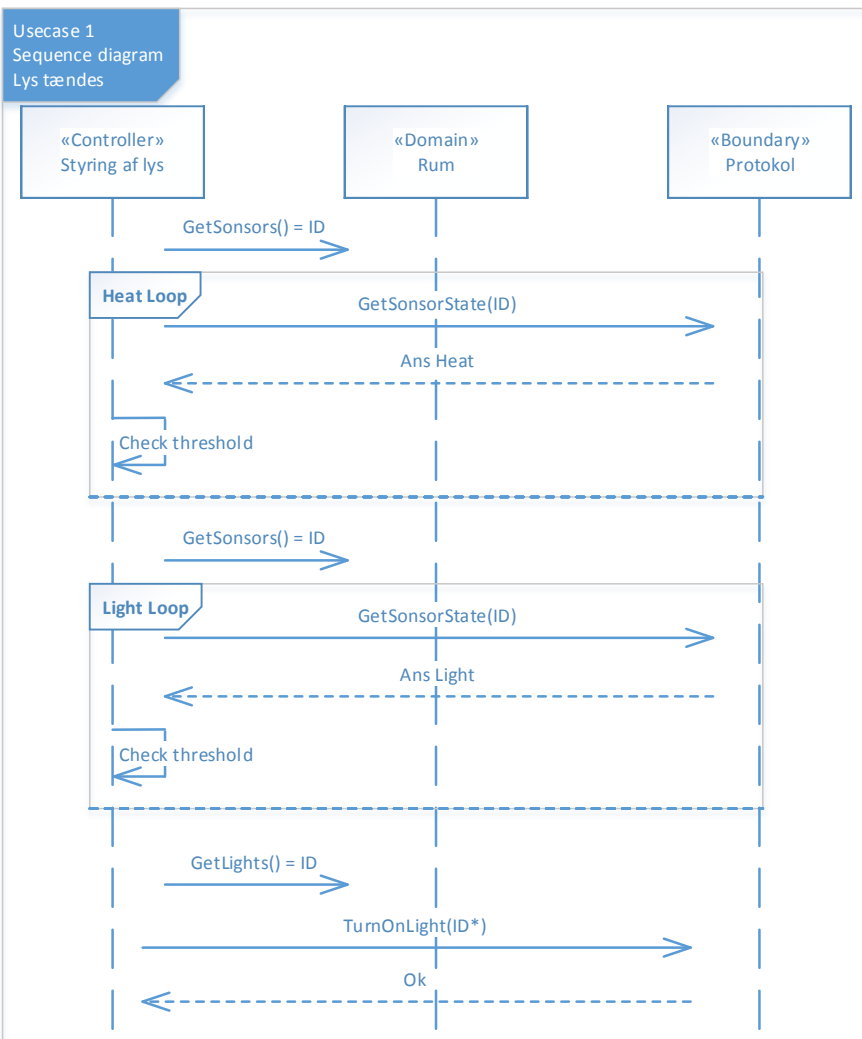 Usecase 1
Sequence diagram
Lys tændes
«Controller»
Styring af lys
«Domain»
Rum
«Boundary»
Protokol
GetSonsors() = ID
Heat Loop
GetSonsorState(ID)
Ans Heat
Check threshold
GetSonsors() = ID
Light Loop
GetSonsorState(ID)
Ans Light
Check threshold
GetLights() = ID
TurnOnLight(ID*)
Ok